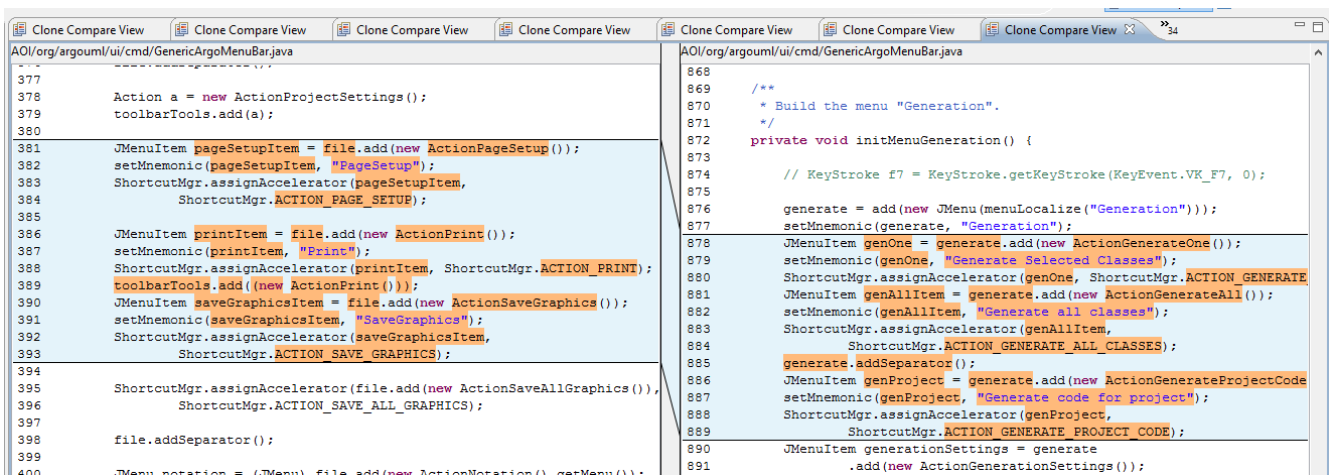 Clone Compare View
Clone Compare View
Clone Compare View
Clone Compare View
Clone Compare View
Clone Compare View
Clone Compare View
34
AOI/org/argouml/ui/cmd/GenericArgoMenuBar.java
377
378 Action a = new ActionProjectSettings();
379 toolbarTools.add(a);
380
381 JMenuItem pageSetupItem = file.add(new ActionPageSetup());
382 setMnemonic(pageSetupItem, "PageSetup");
383 ShortcutMgr.assignAccelerator(pageSetupItem,
384 ShortcutMgr.ACTION_PAGE_SETUP);
385
386 JMenuItem printItem = file.add(new ActionPrint());
387 setMnemonic(printItem, "Print");
388 ShortcutMgr.assignAccelerator(printItem, ShortcutMgr.ACTION_PRINT);
389 toolbarTools.add((new ActionPrint()));
390 JMenuItem saveGraphicsItem = file.add(new ActionSaveGraphics());
391 setMnemonic(saveGraphicsItem, "SaveGraphics");
392 ShortcutMgr.assignAccelerator(saveGraphicsItem,
393 ShortcutMgr.ACTION_SAVE_GRAPHICS);
394
395 ShortcutMgr.assignAccelerator(file.add(new ActionSaveAllGraphics()),
396 ShortcutMgr.ACTION_SAVE_ALL_GRAPHICS);
397
398 file.addSeparator();
399
400 JMenu notation = (JMenu) file.add(new ActionNotation().getMenu());
AOI/org/argouml/ui/cmd/GenericArgoMenuBar.java
868
869 /**
870 * Build the menu "Generation".
871 */
872 private void initMenuGeneration() {
873
874 // KeyStroke f7 = KeyStroke.getKeyStroke(KeyEvent.VK_F7, 0);
875
876 generate = add(new JMenu(menuLocalize("Generation")));
877 setMnemonic(generate, "Generation");
878 JMenuItem genOne = generate.add(new ActionGenerateOne());
879 setMnemonic(genOne, "Generate Selected Classes");
880 ShortcutMgr.assignAccelerator(genOne, ShortcutMgr.ACTION_GENERATE
881 JMenuItem genAllItem = generate.add(new ActionGenerateAll());
882 setMnemonic(genAllItem, "Generate all classes");
883 ShortcutMgr.assignAccelerator(genAllItem,
884 ShortcutMgr.ACTION_GENERATE_ALL_CLASSES);
885 generate.addSeparator();
886 JMenuItem genProject = generate.add(new ActionGenerateProjectCode
887 setMnemonic(genProject, "Generate code for project");
888 ShortcutMgr.assignAccelerator(genProject,
889 ShortcutMgr.ACTION_GENERATE_PROJECT_CODE);
890 JMenuItem generationSettings = generate
891 .add(new ActionGenerationSettings());